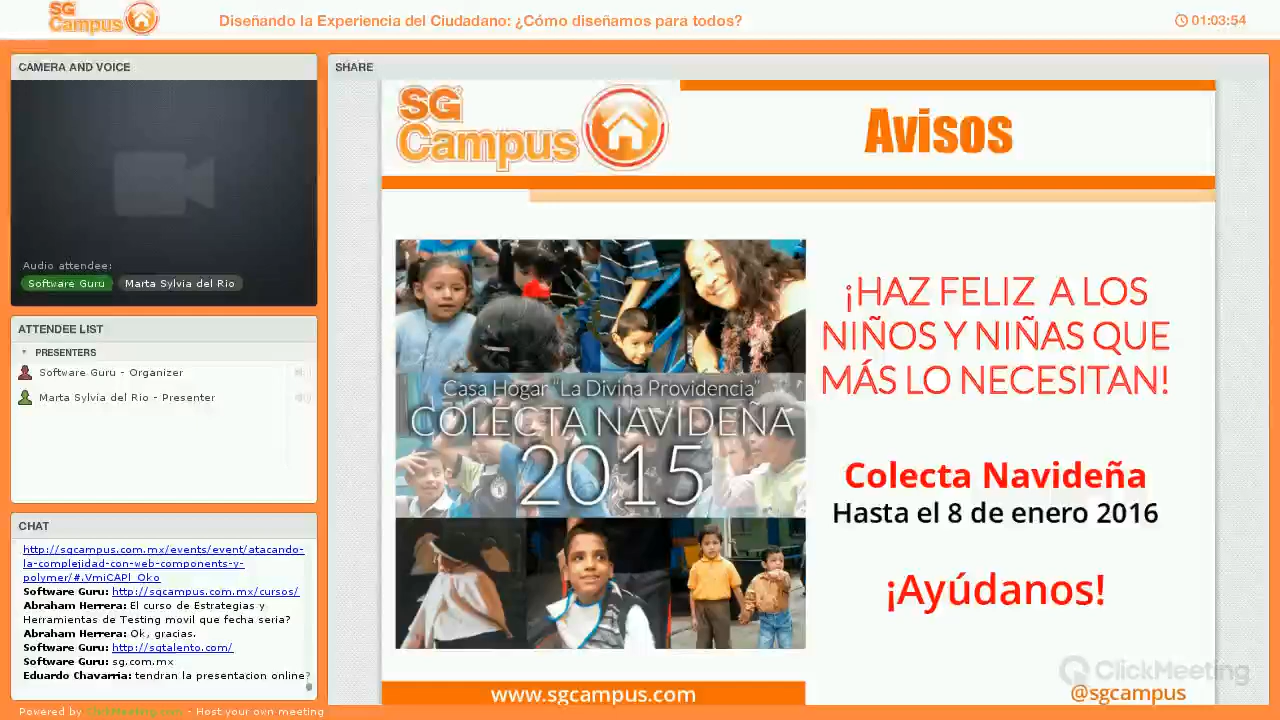 SG
Campus
Diseñando la Experiencia del Ciudadano: ¿Cómo diseñamos para todos?
01:03:54
CAMERA AND VOICE
Audio attendee:
Software Guru
Marta Sylvia del Rio
ATTENDEE LIST
PRESENTERS
Software Guru - Organizer
Marta Sylvia del Rio - Presenter
CHAT
http://sgcampus.com.mx/events/event/atacando-
la-complejidad-con-web-components-y-
polymer/#.VmiCAPl_Oko
Software Guru: http://sgcampus.com.mx/cursos/
Abraham Herrera: El curso de Estrategias y
Herramientas de Testing movil que fecha seria?
Abraham Herrera: Ok, gracias.
Software Guru: http://sgtalento.com/
Software Guru: sg.com.mx
Eduardo Chavarria: tendran la presentacion online?
Powered by ClickMeeting.com - Host your own meeting
SHARE
SG
Campus
Avisos
Casa Hogar "La Divina Providencia"
COLECTA NAVIDEÑA
2015
¡HAZ FELIZ A LOS
NIÑOS Y NIÑAS QUE
MÁS LO NECESITAN!
Colecta Navideña
Hasta el 8 de enero 2016
¡Ayúdanos!
ClickMeeting
www.sgcampus.com
@sgcampus